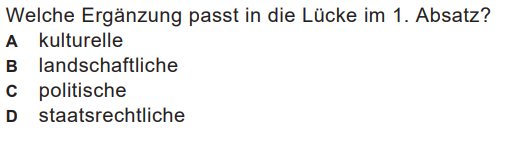 Welche Ergänzung passt in die Lücke im 1. Absatz?
A kulturelle
B landschaftliche
C politische
D staatsrechtliche